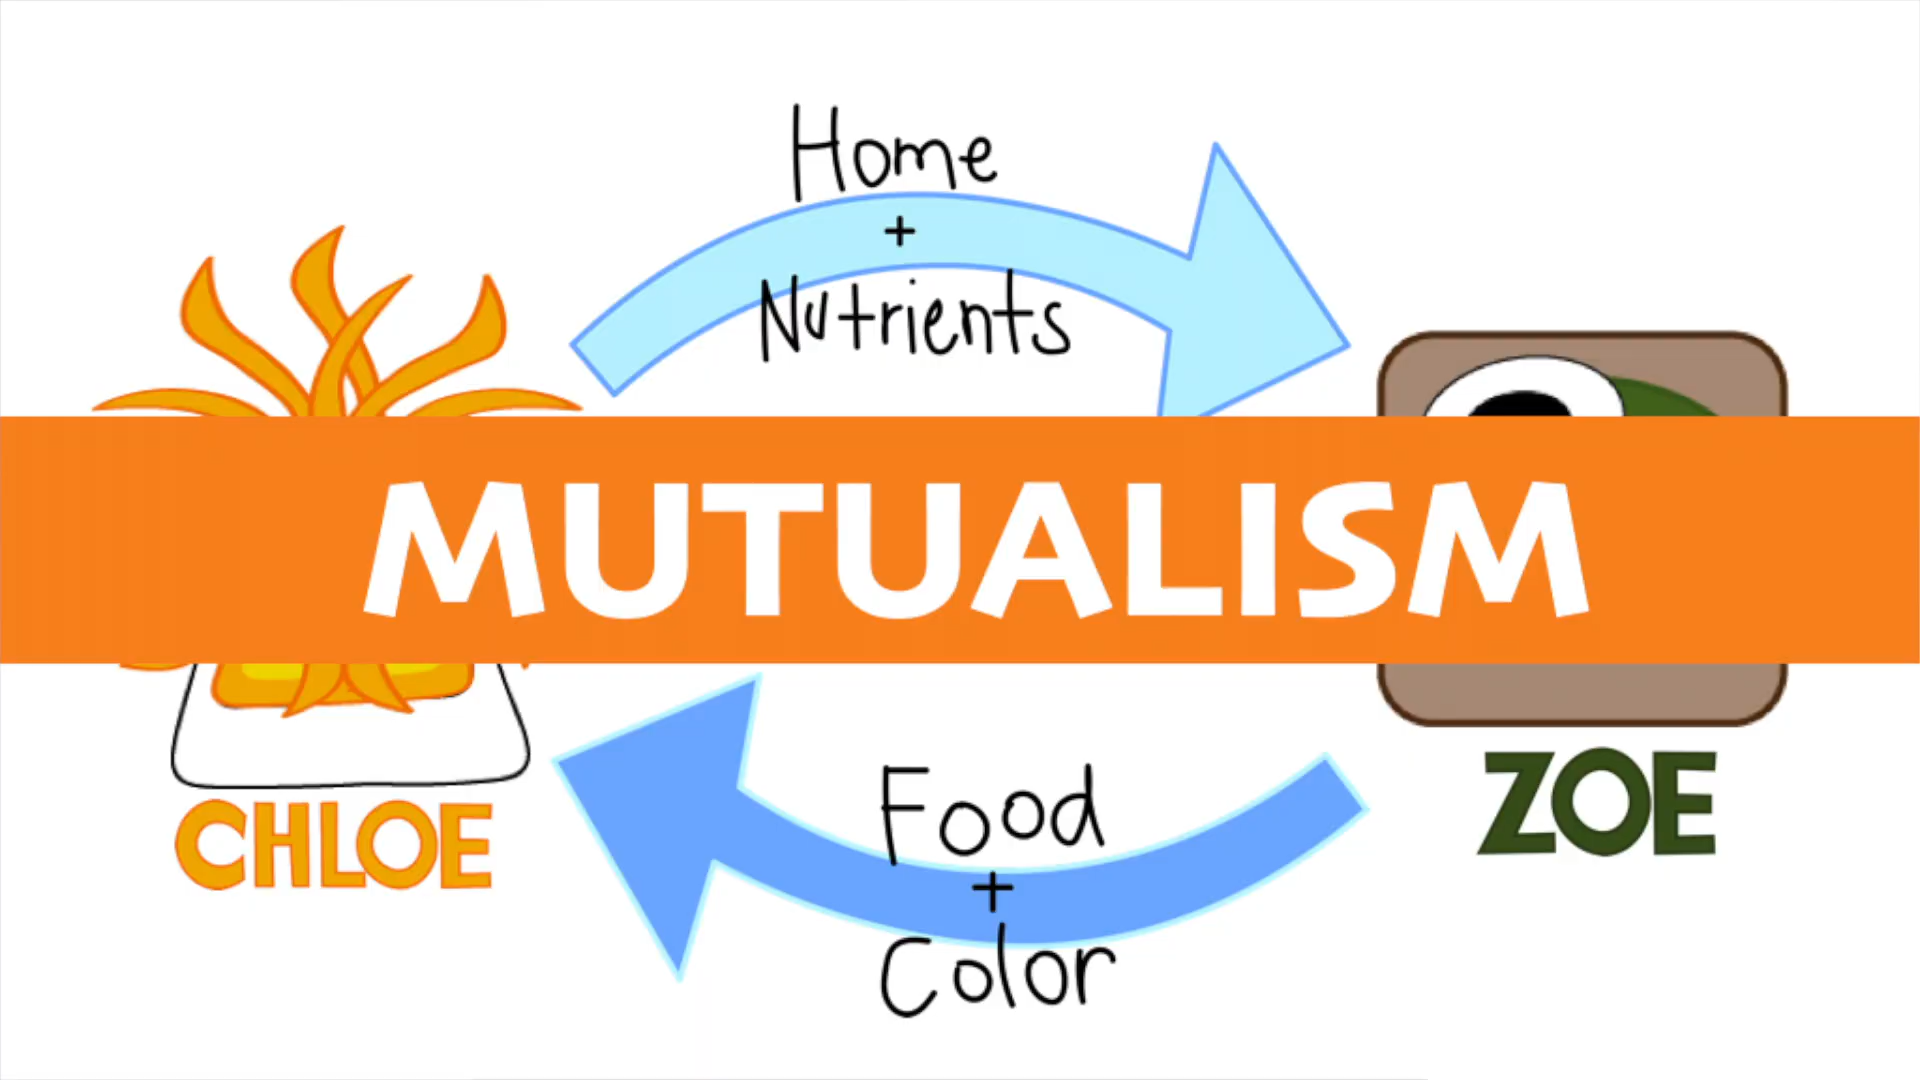 Home
+
Nutrients
MUTUALISM
CHLOE
ZOE
Food
+
Color